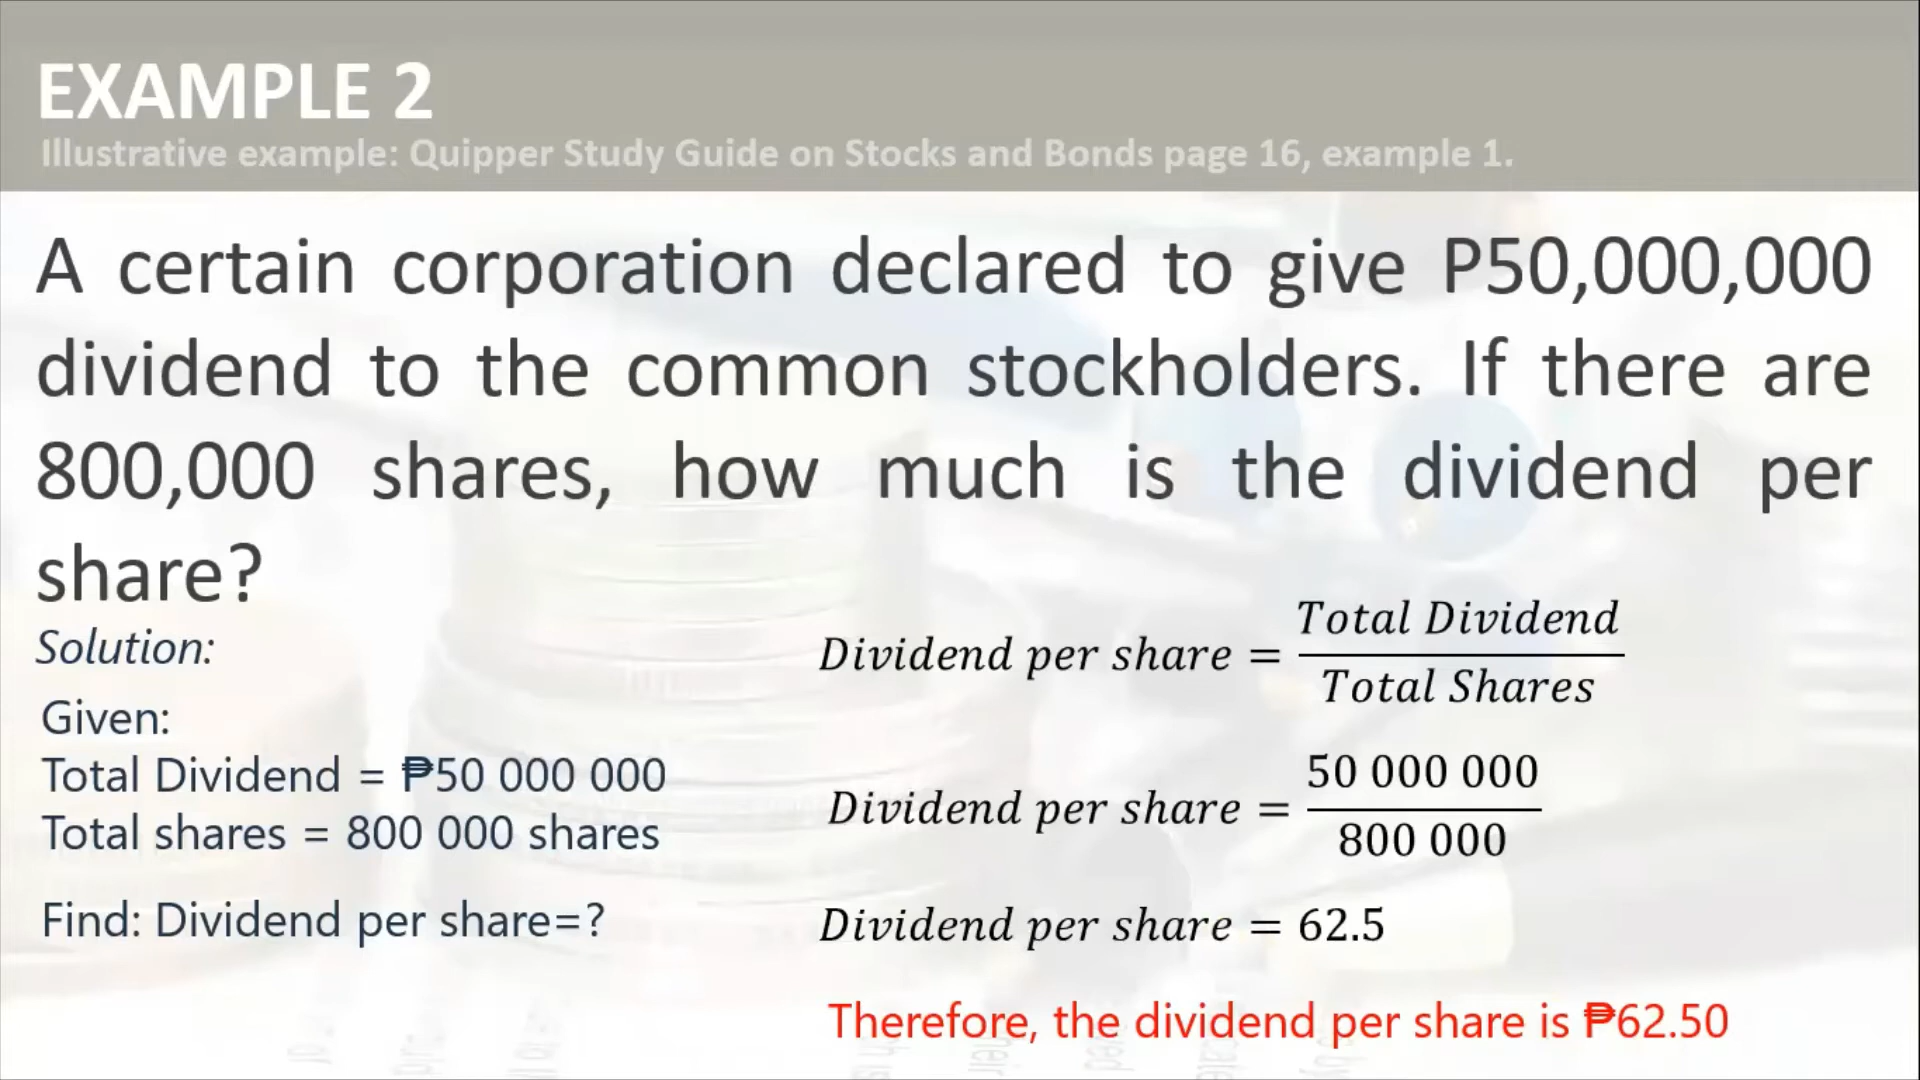 EXAMPLE 2
Illustrative example: Quipper Study Guide on Stocks and Bonds page 16, example 1.
A certain corporation declared to give P50,000,000
dividend to the common stockholders. If there are
800,000 shares, how much is the dividend per
share?
Solution:
Given:
Total Dividend = ₱50 000 000
Total shares = 800 000 shares
Find: Dividend per share=?
Dividend per share = Total Dividend / Total Shares
Dividend per share = 50 000 000 / 800 000
Dividend per share = 62.5
Therefore, the dividend per share is ₱62.50